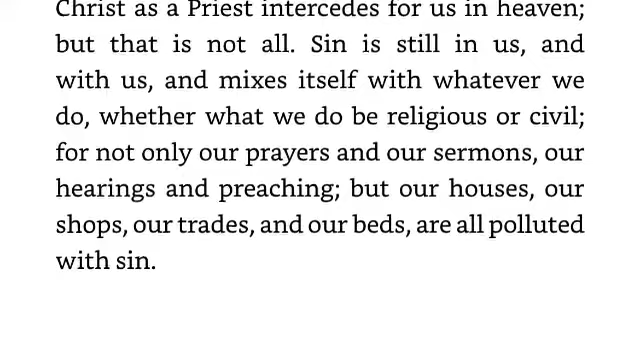 Christ as a Priest intercedes for us in heaven;
but that is not all. Sin is still in us, and
with us, and mixes itself with whatever we
do, whether what we do be religious or civil;
for not only our prayers and our sermons, our
hearings and preaching; but our houses, our
shops, our trades, and our beds, are all polluted
with sin.